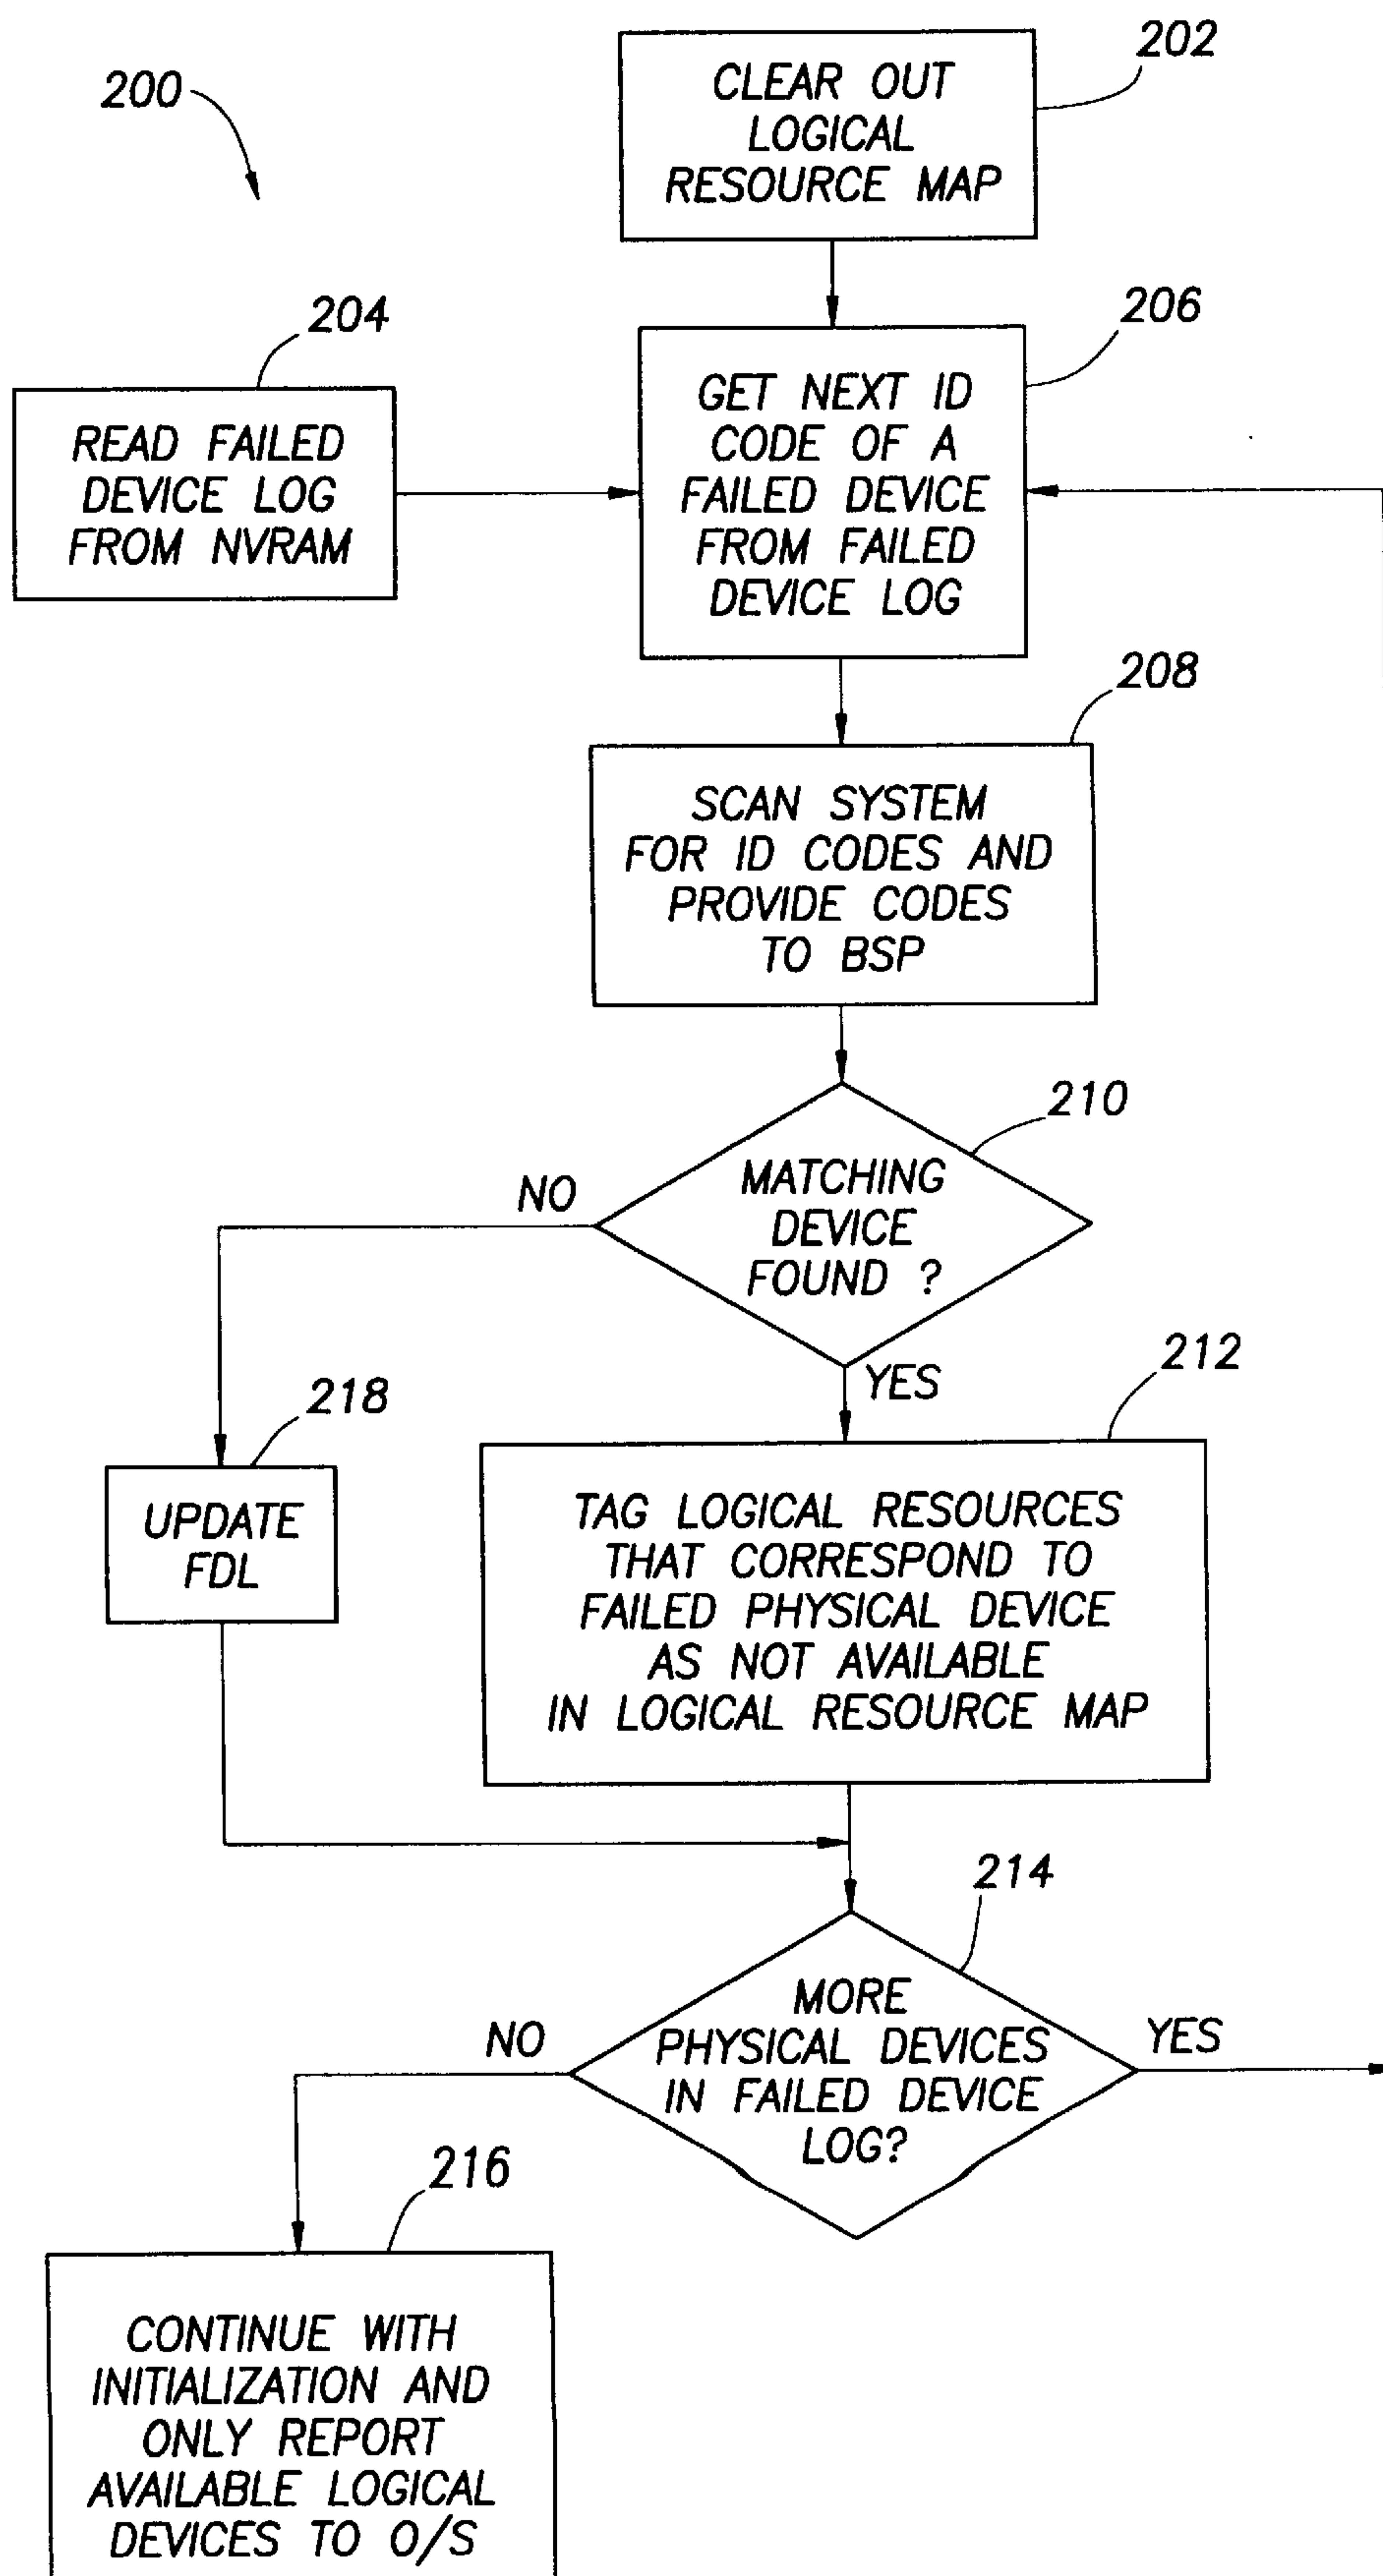 200
202
CLEAR OUT
LOGICAL
RESOURCE MAP
204
READ FAILED
DEVICE LOG
FROM NVRAM
206
GET NEXT ID
CODE OF A
FAILED DEVICE
FROM FAILED
DEVICE LOG
208
SCAN SYSTEM
FOR ID CODES AND
PROVIDE CODES
TO BSP
210
MATCHING
DEVICE
FOUND ?
NO
YES
218
UPDATE
FDL
212
TAG LOGICAL RESOURCES
THAT CORRESPOND TO
FAILED PHYSICAL DEVICE
AS NOT AVAILABLE
IN LOGICAL RESOURCE MAP
214
MORE
PHYSICAL DEVICES
IN FAILED DEVICE
LOG?
NO
YES
216
CONTINUE WITH
INITIALIZATION AND
ONLY REPORT
AVAILABLE LOGICAL
DEVICES TO O/S